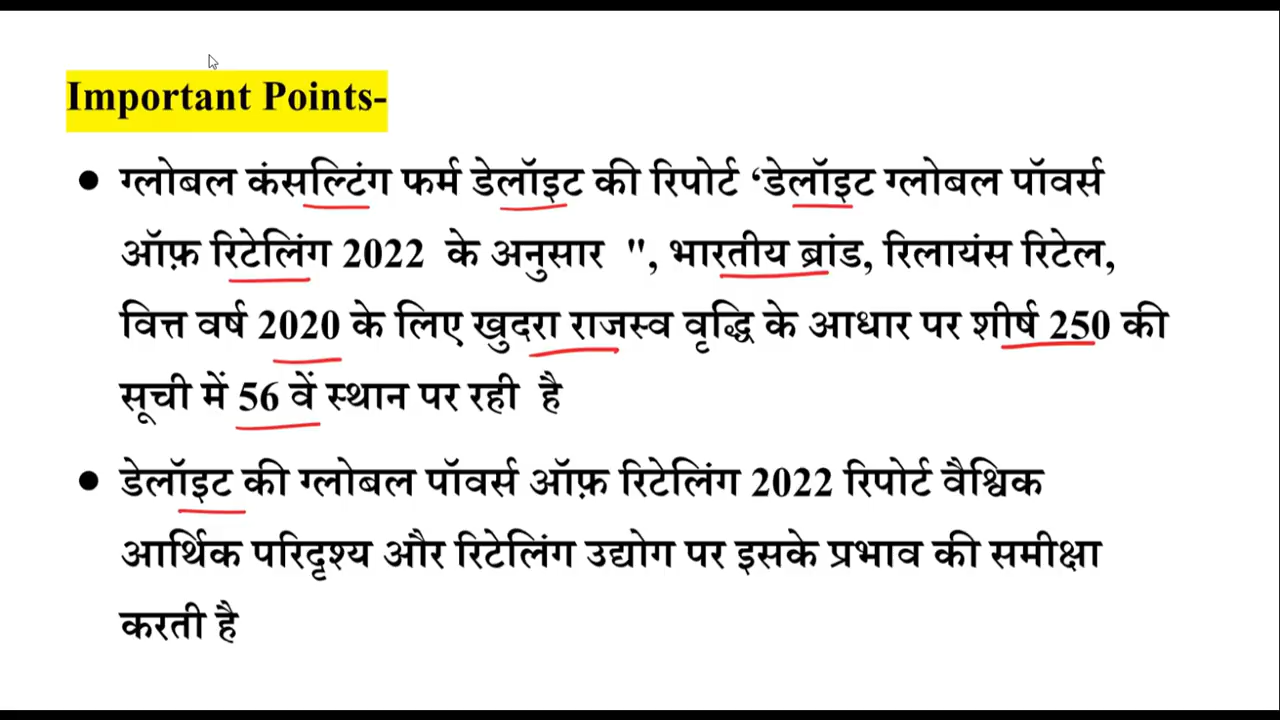 Important Points-
● ग्लोबल कंसल्टिंग फर्म डेलॉइट की रिपोर्ट ‘डेलॉइट ग्लोबल पॉवर्स
ऑफ़ रिटेलिंग 2022 के अनुसार ", भारतीय ब्रांड, रिलायंस रिटेल,
वित्त वर्ष 2020 के लिए खुदरा राजस्व वृद्धि के आधार पर शीर्ष 250 की
सूची में 56 वें स्थान पर रही है
● डेलॉइट की ग्लोबल पॉवर्स ऑफ़ रिटेलिंग 2022 रिपोर्ट वैश्विक
आर्थिक परिदृश्य और रिटेलिंग उद्योग पर इसके प्रभाव की समीक्षा
करती है